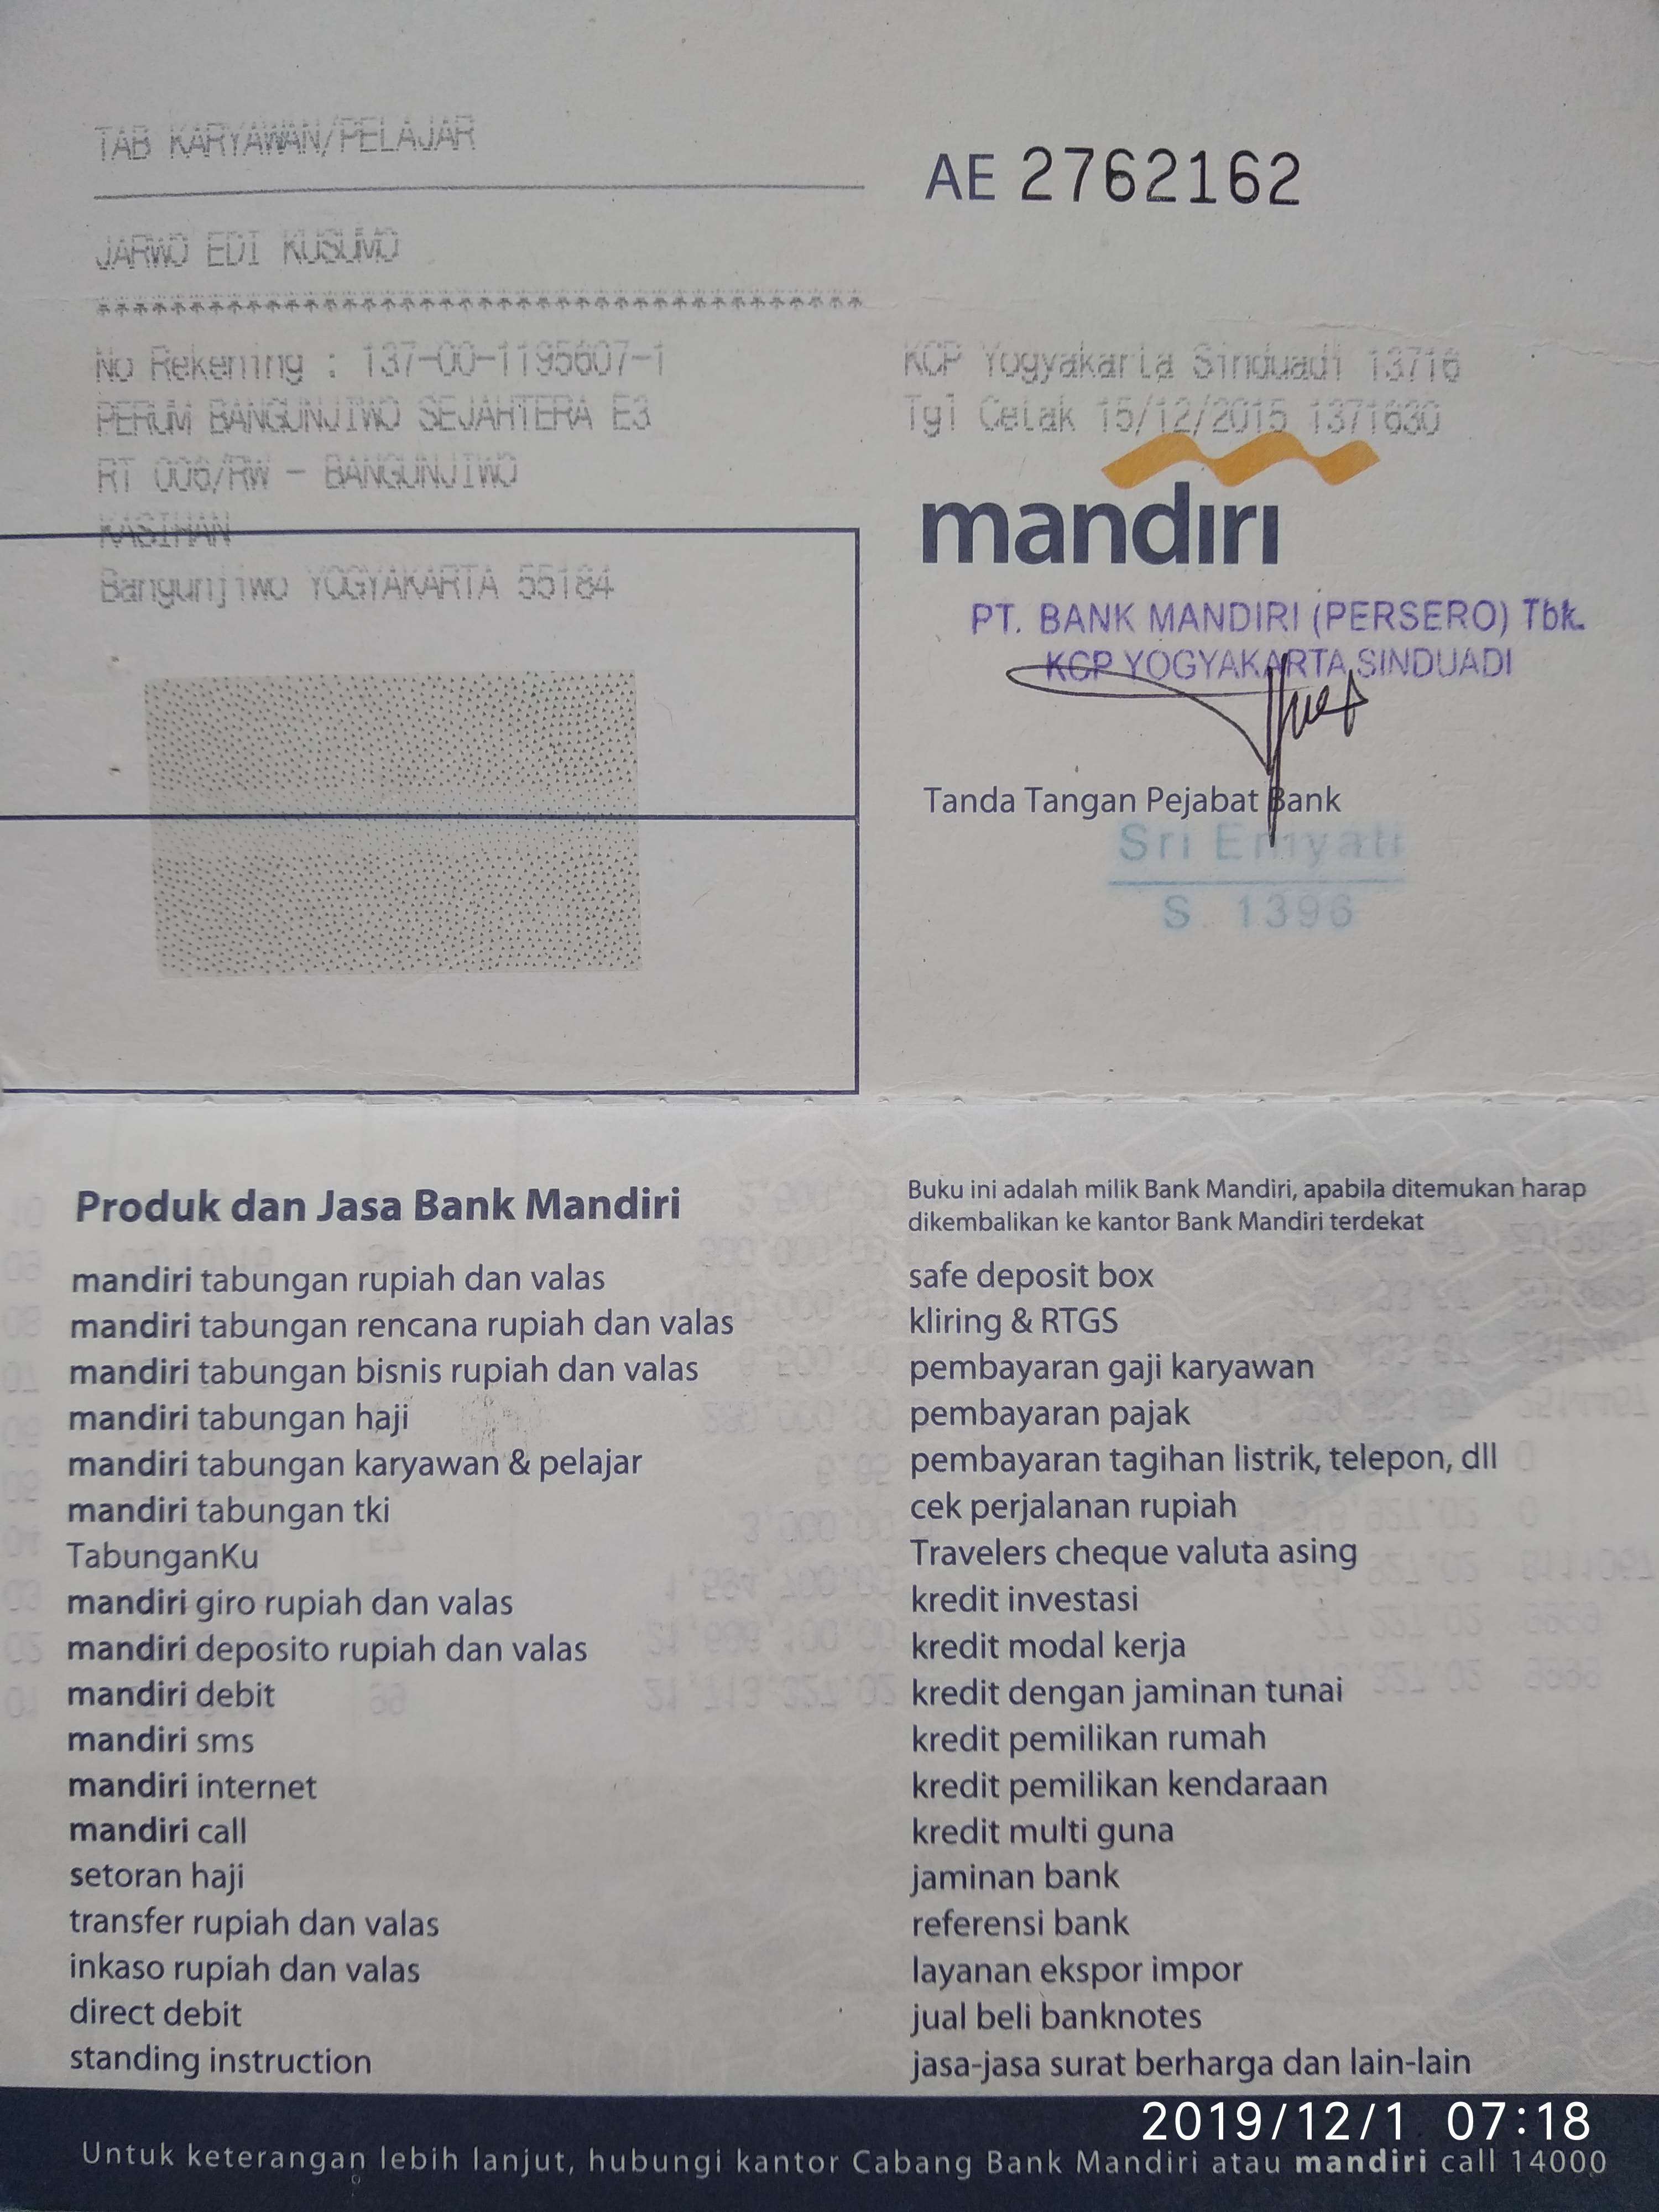 TAB KARYAWAN/PELAJAR
AE 2762162
JARWO EDI KUSUMO
****************************************
No Rekening : 137-00-1195607-1
PERUM BANGUNJIWO SEJAHTERA E3
RT 006/RW - BANGUNJIWO
KASIHAN
Bangunjiwo YOGYAKARTA 55184
KCP Yogyakarta Sinduadi 13716
Tgl Cetak 15/12/2015 1371630
mandiri
PT. BANK MANDIRI (PERSERO) Tbk.
KCP YOGYAKARTA SINDUADI
Tanda Tangan Pejabat Bank
Sri
S. 1396
Produk dan Jasa Bank Mandiri
mandiri tabungan rupiah dan valas
mandiri tabungan rencana rupiah dan valas
mandiri tabungan bisnis rupiah dan valas
mandiri tabungan haji
mandiri tabungan karyawan & pelajar
mandiri tabungan tki
TabunganKu
mandiri giro rupiah dan valas
mandiri deposito rupiah dan valas
mandiri debit
mandiri sms
mandiri internet
mandiri call
setoran haji
transfer rupiah dan valas
inkaso rupiah dan valas
direct debit
standing instruction
Buku ini adalah milik Bank Mandiri, apabila ditemukan harap
dikembalikan ke kantor Bank Mandiri terdekat
safe deposit box
kliring & RTGS
pembayaran gaji karyawan
pembayaran pajak
pembayaran tagihan listrik, telepon, dll
cek perjalanan rupiah
Travelers cheque valuta asing
kredit investasi
kredit modal kerja
kredit dengan jaminan tunai
kredit pemilikan rumah
kredit pemilikan kendaraan
kredit multi guna
jaminan bank
referensi bank
layanan ekspor impor
jual beli banknotes
jasa-jasa surat berharga dan lain-lain
2019/12/1 07:18
Untuk keterangan lebih lanjut, hubungi kantor Cabang Bank Mandiri atau mandiri call 14000